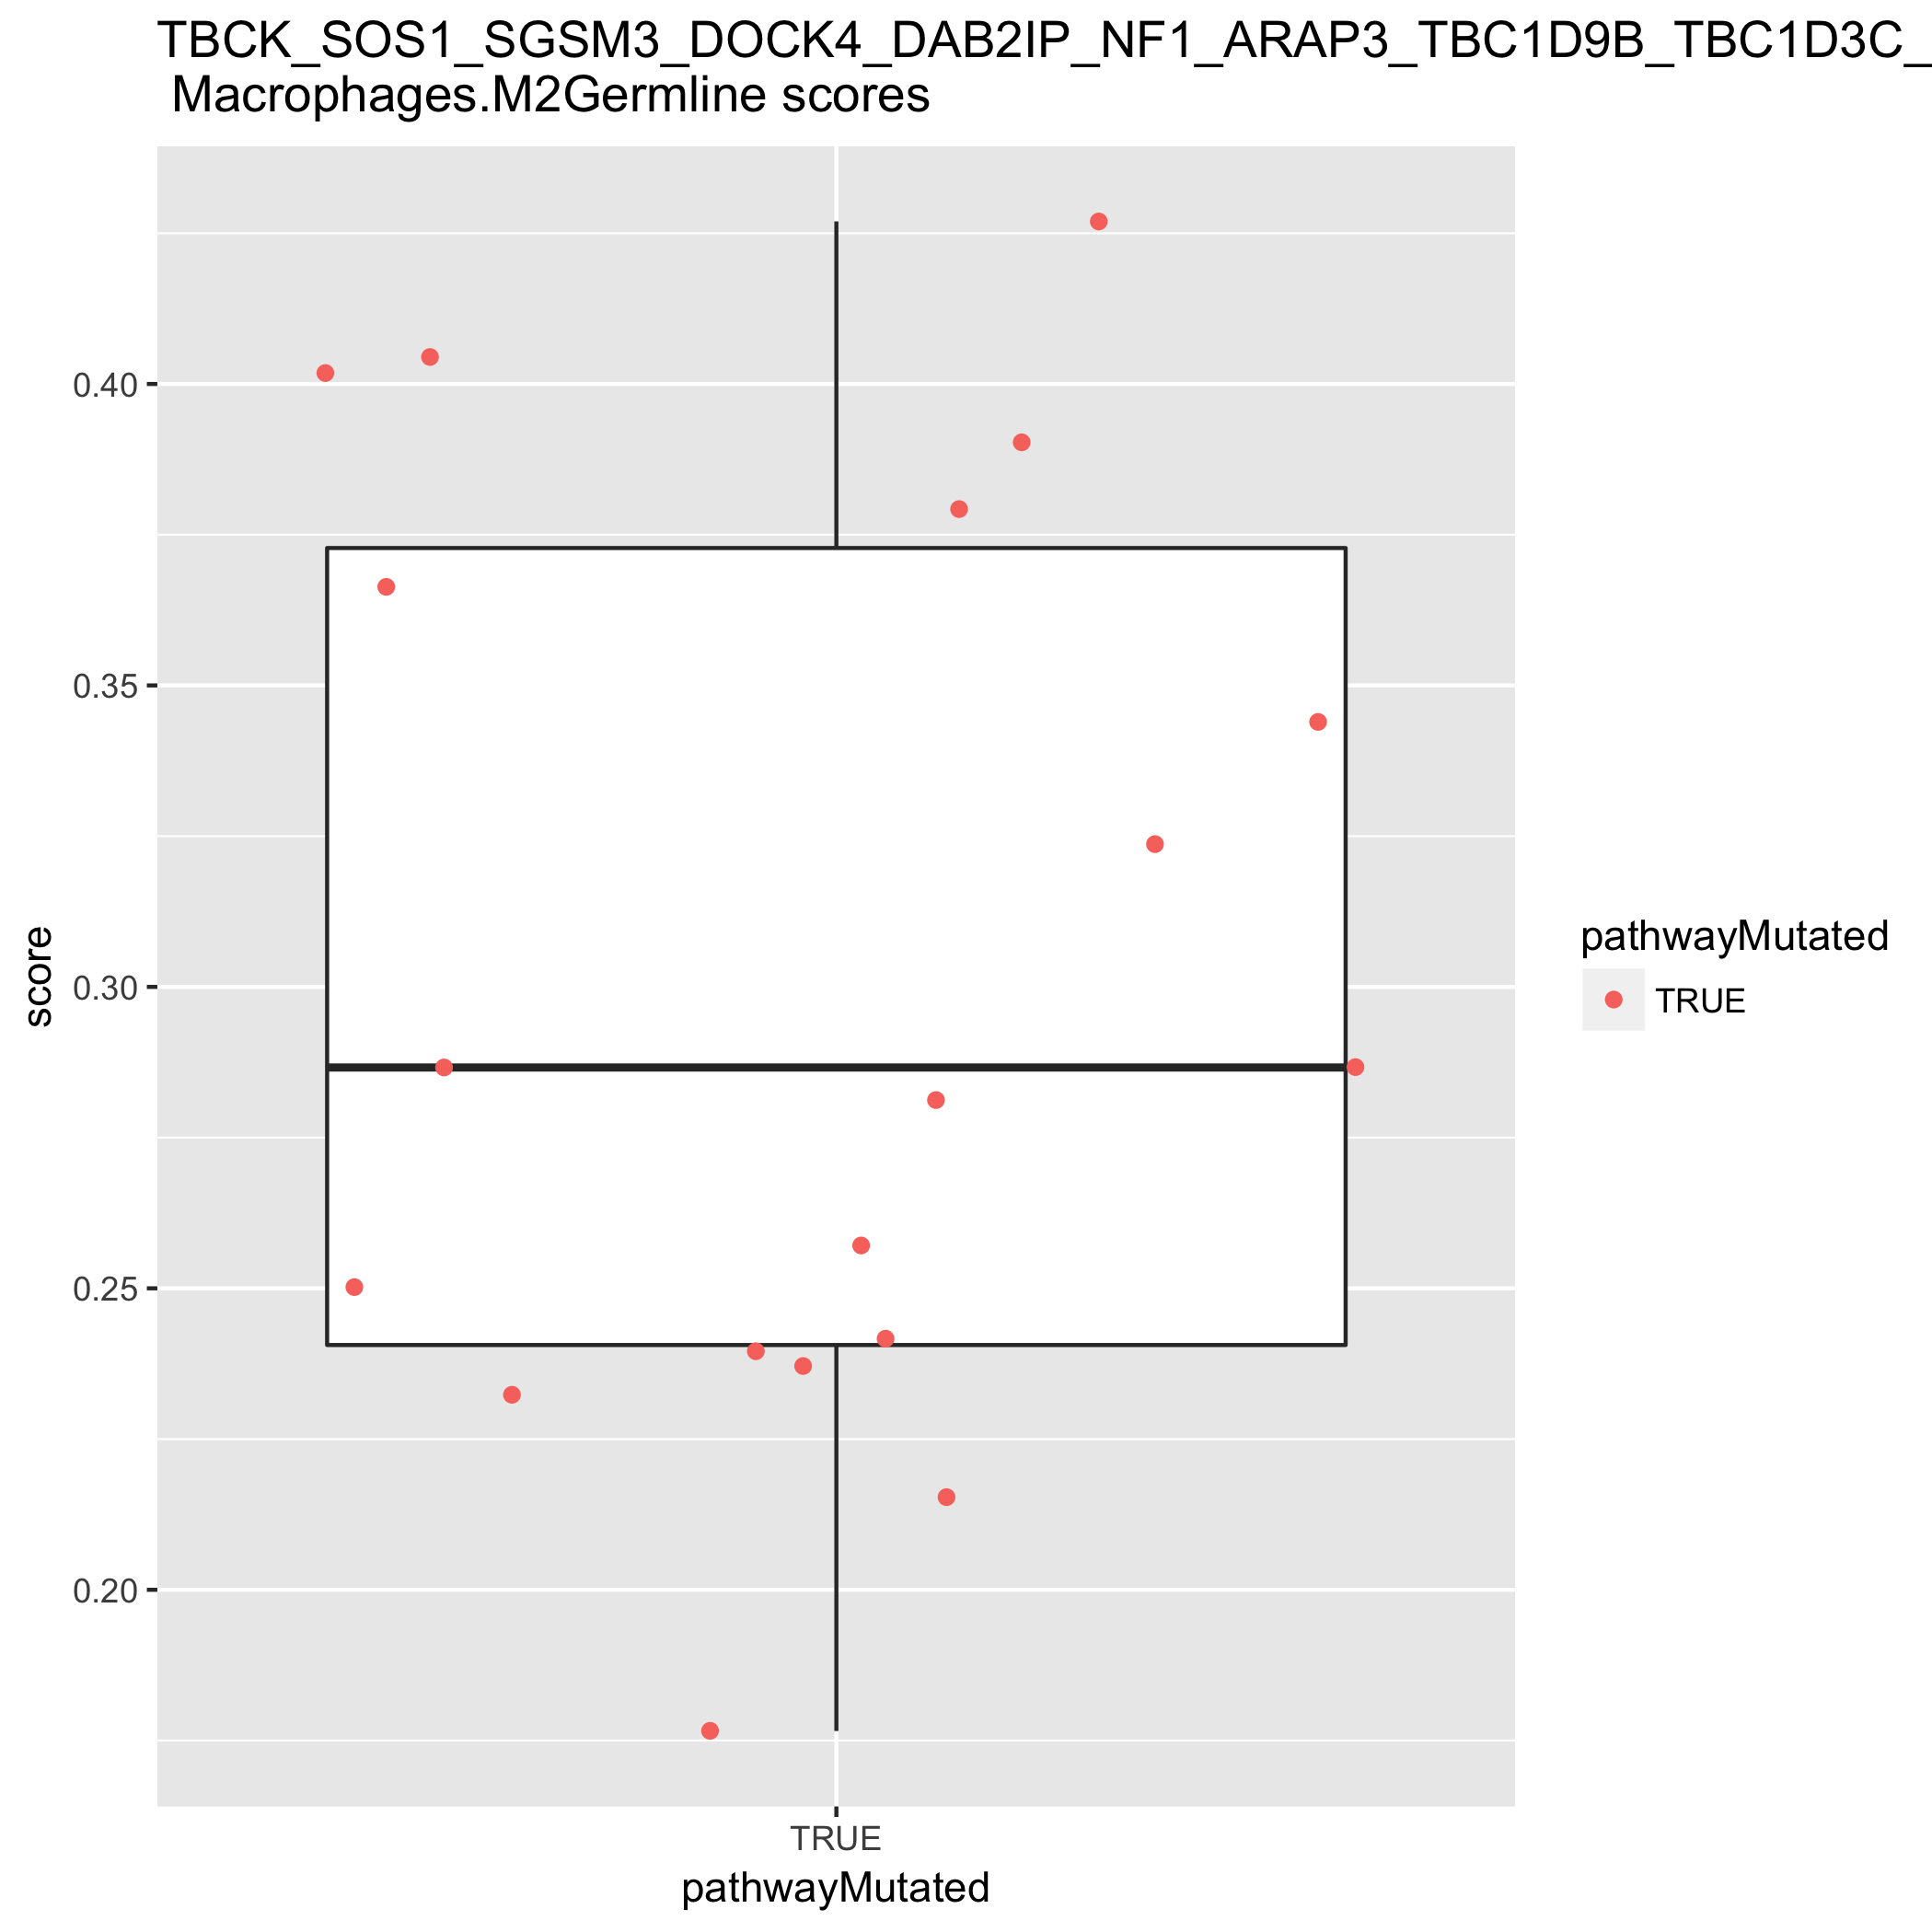 TBCK_SOS1_SGSM3_DOCK4_DAB2IP_NF1_ARAP3_TBC1D9B_TBC1D3C_
Macrophages.M2Germline scores
0.40
0.35
0.30
0.25
0.20
score
TRUE
pathwayMutated
pathwayMutated
TRUE